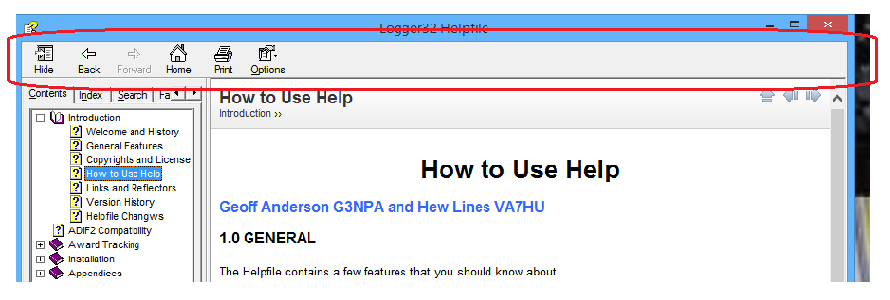 Logger32 Helpfile
Hide Back Forward Home Print Options
Contents Index Search Fa
How to Use Help
Introduction >>
Introduction
Welcome and History
General Features
Copyrights and License
How to Use Help
Links and Reflectors
Version History
Helpfile Changes
ADIF2 Compatibility
Award Tracking
Installation
Appendices
How to Use Help
Geoff Anderson G3NPA and Hew Lines VA7HU
1.0 GENERAL
The Helpfile contains a few features that you should know about